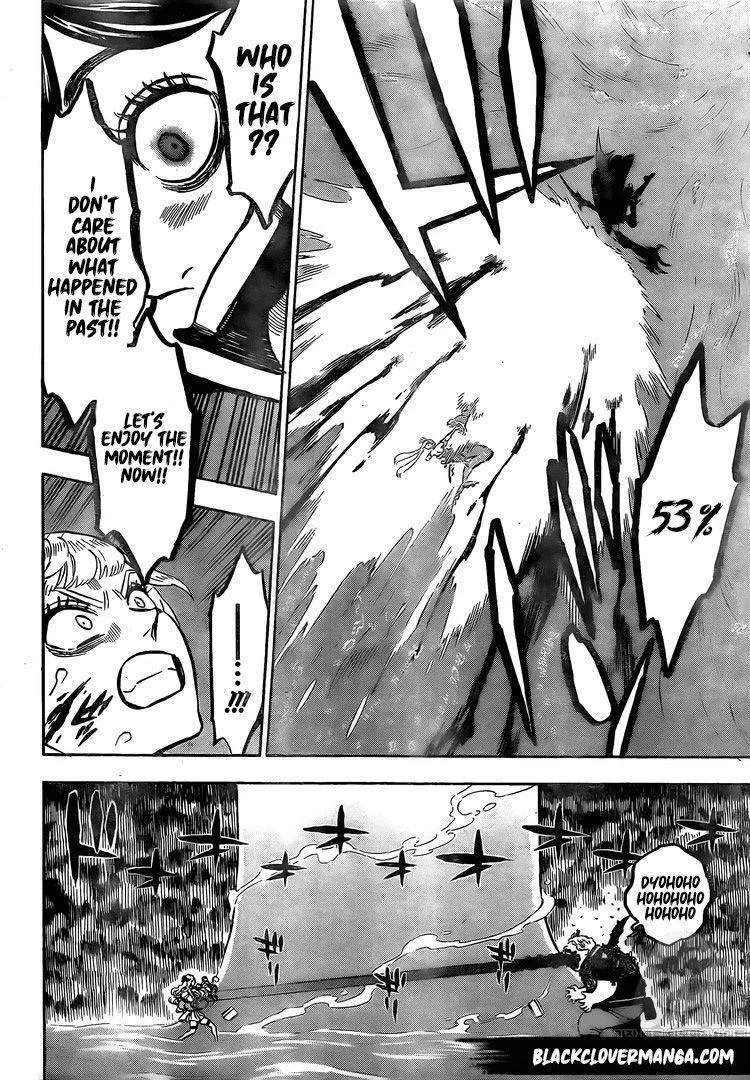 53%
WHO
IS
THAT
??
I
DON'T
CARE
ABOUT
WHAT
HAPPENED
IN THE
PAST!!
LET'S
ENJOY THE
MOMENT!!
NOW!!
...!!!
DYOHOHO
HOHOHOHO
HOHOHO
BLACKCLOVERMANGA.COM